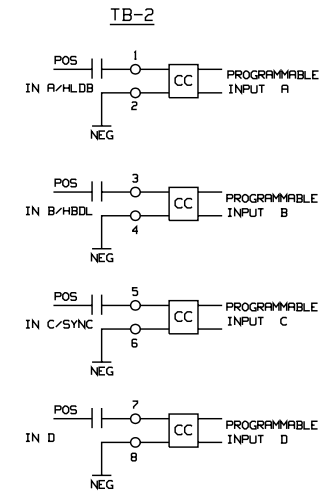 TB-2
POS
1
CC
PROGRAMMABLE
IN A/HLDB
INPUT A
2
NEG
POS
3
CC
PROGRAMMABLE
IN B/HBDL
INPUT B
4
NEG
POS
5
CC
PROGRAMMABLE
IN C/SYNC
INPUT C
6
NEG
POS
7
CC
PROGRAMMABLE
IN D
INPUT D
8
NEG